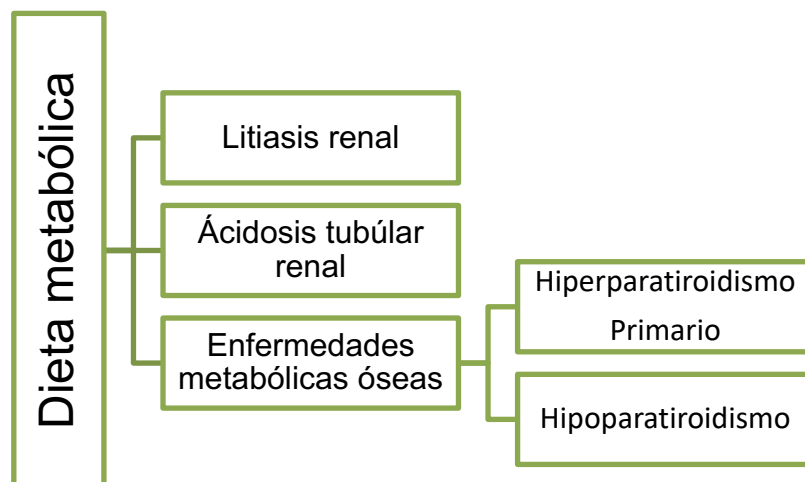 Dieta metabólica
Litiasis renal
Ácidosis tubúlar
renal
Enfermedades
metabólicas óseas
Hiperparatiroidismo
Primario
Hipoparatiroidismo